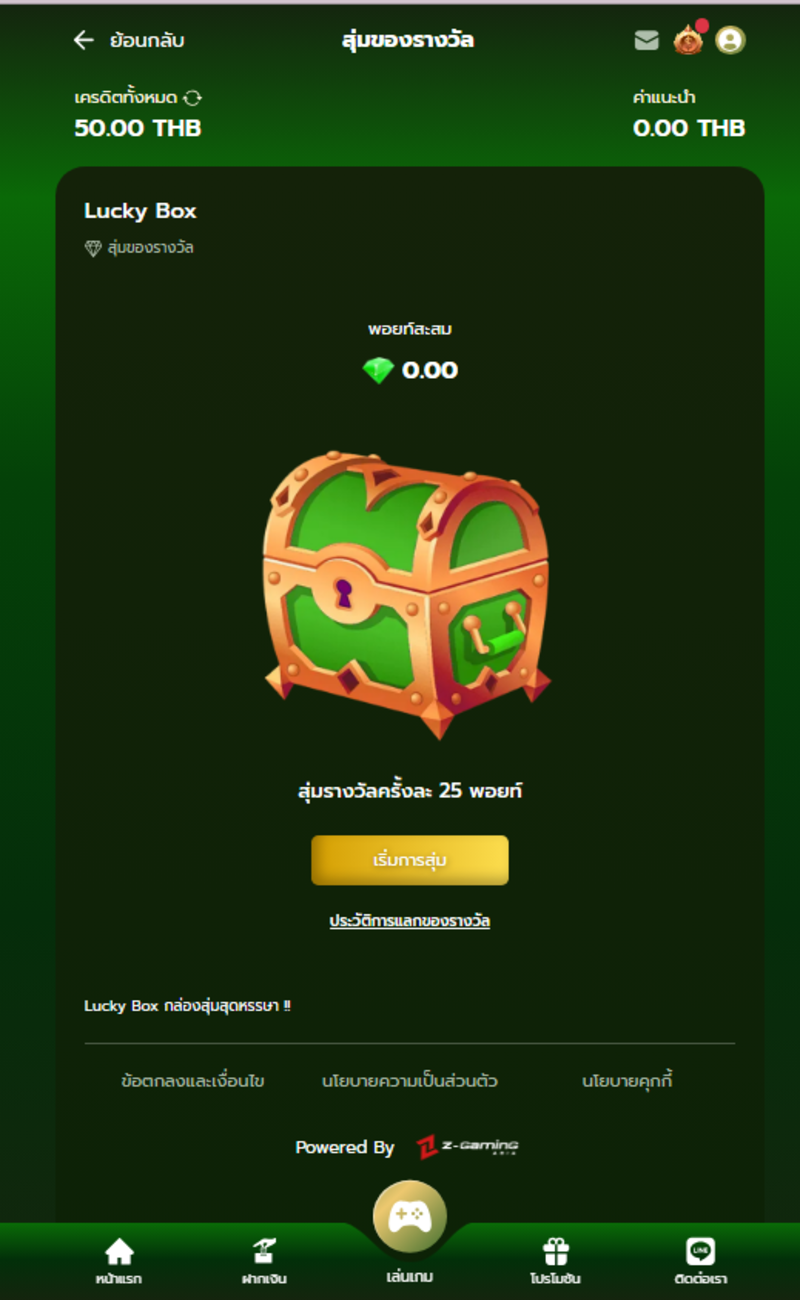 ย้อนกลับ
สุ่มของรางวัล
เครดิตทั้งหมด
ค่าแนะนำ
50.00 THB
0.00 THB
Lucky Box
สุ่มของรางวัล
พอยท์สะสม
0.00
สุ่มรางวัลครั้งละ 25 พอยท์
เริ่มการสุ่ม
ประวัติการแลกของรางวัล
Lucky Box กล่องสุ่มสุดหรรษา !!
ข้อตกลงและเงื่อนไข
นโยบายความเป็นส่วนตัว
นโยบายคุกกี้
Powered By Z-Gaming
ASIA
หน้าแรก
ฝากเงิน
เล่นเกม
โปรโมชัน
LINE
ติดต่อเรา